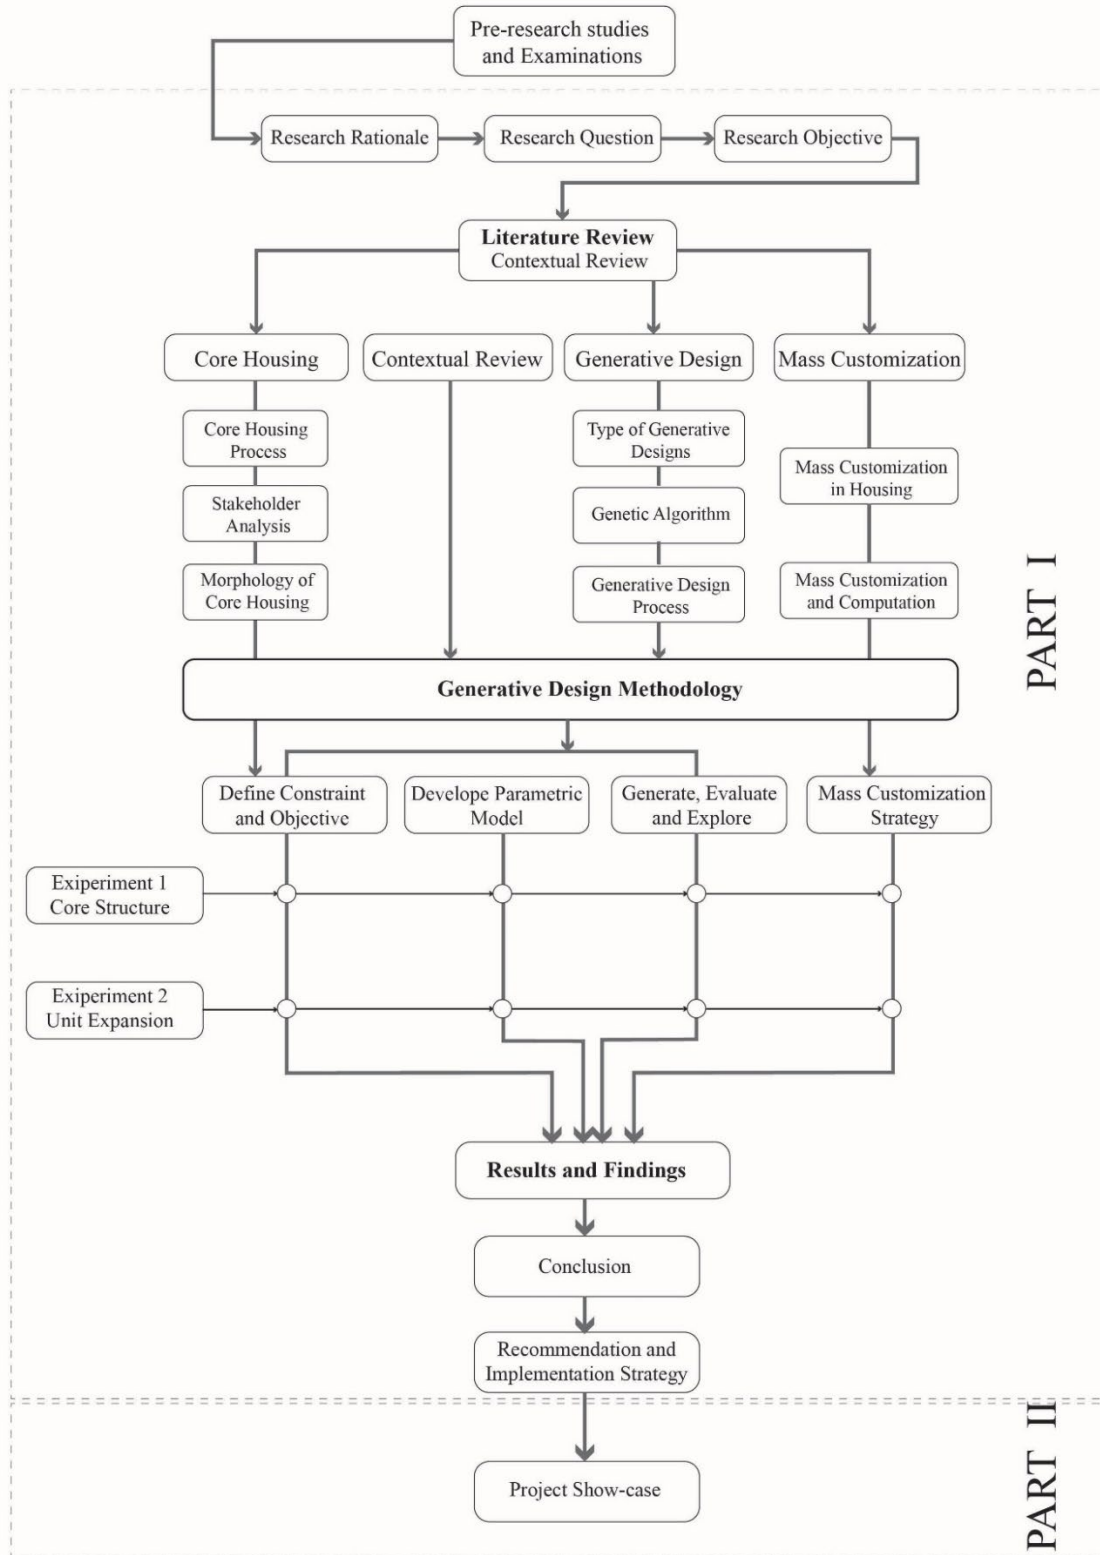 Pre-research studies
and Examinations
Research Rationale
Research Question
Research Objective
Literature Review
Contextual Review
Core Housing
Contextual Review
Generative Design
Mass Customization
Core Housing
Process
Type of Generative
Designs
Mass Customization
in Housing
Stakeholder
Analysis
Genetic Algorithm
Morphology of
Core Housing
Generative Design
Process
Mass Customization
and Computation
PART I
Generative Design Methodology
Define Constraint
and Objective
Develope Parametric
Model
Generate, Evaluate
and Explore
Mass Customization
Strategy
Exiperiment 1
Core Structure
Exiperiment 2
Unit Expansion
Results and Findings
Conclusion
Recommendation and
Implementation Strategy
PART II
Project Show-case